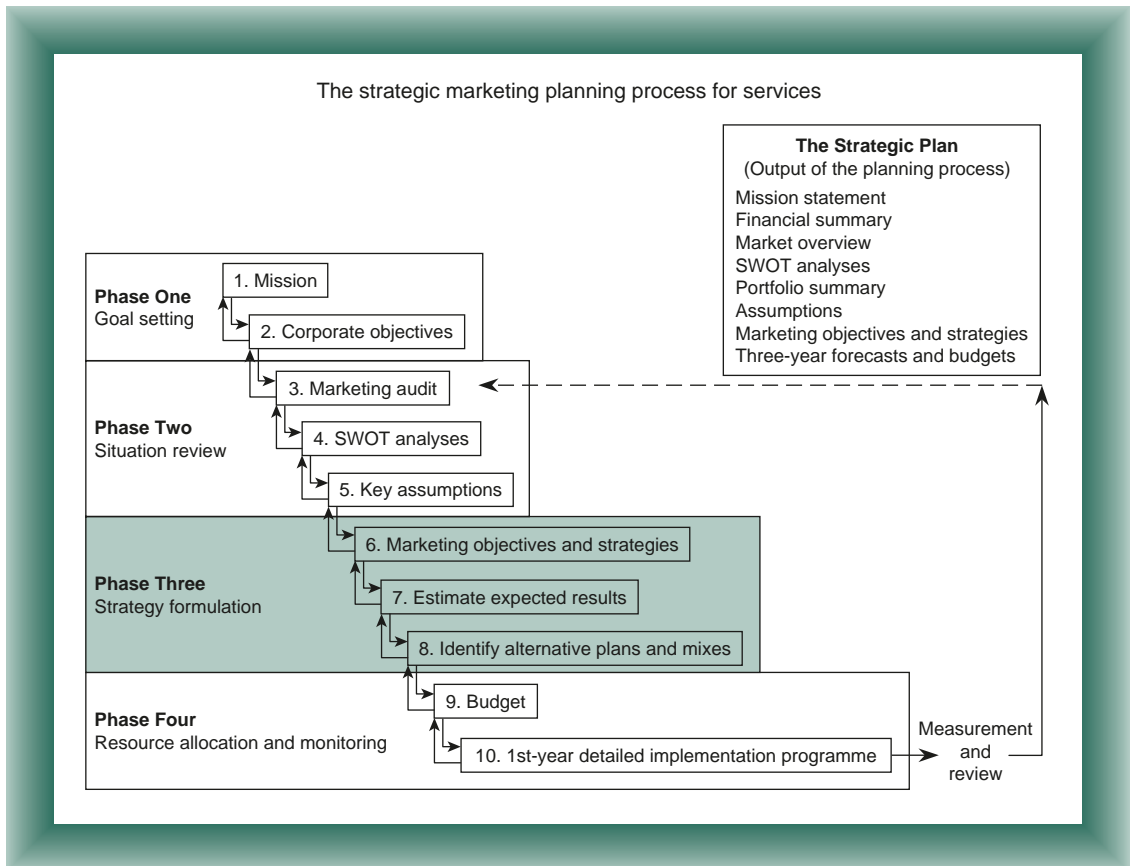 The strategic marketing planning process for services
The Strategic Plan
(Output of the planning process)
Mission statement
Financial summary
Market overview
SWOT analyses
Portfolio summary
Assumptions
Marketing objectives and strategies
Three-year forecasts and budgets
Phase One
Goal setting
1. Mission
2. Corporate objectives
Phase Two
Situation review
3. Marketing audit
4. SWOT analyses
5. Key assumptions
Phase Three
Strategy formulation
6. Marketing objectives and strategies
7. Estimate expected results
8. Identify alternative plans and mixes
Phase Four
Resource allocation and monitoring
9. Budget
10. 1st-year detailed implementation programme
Measurement
and
review